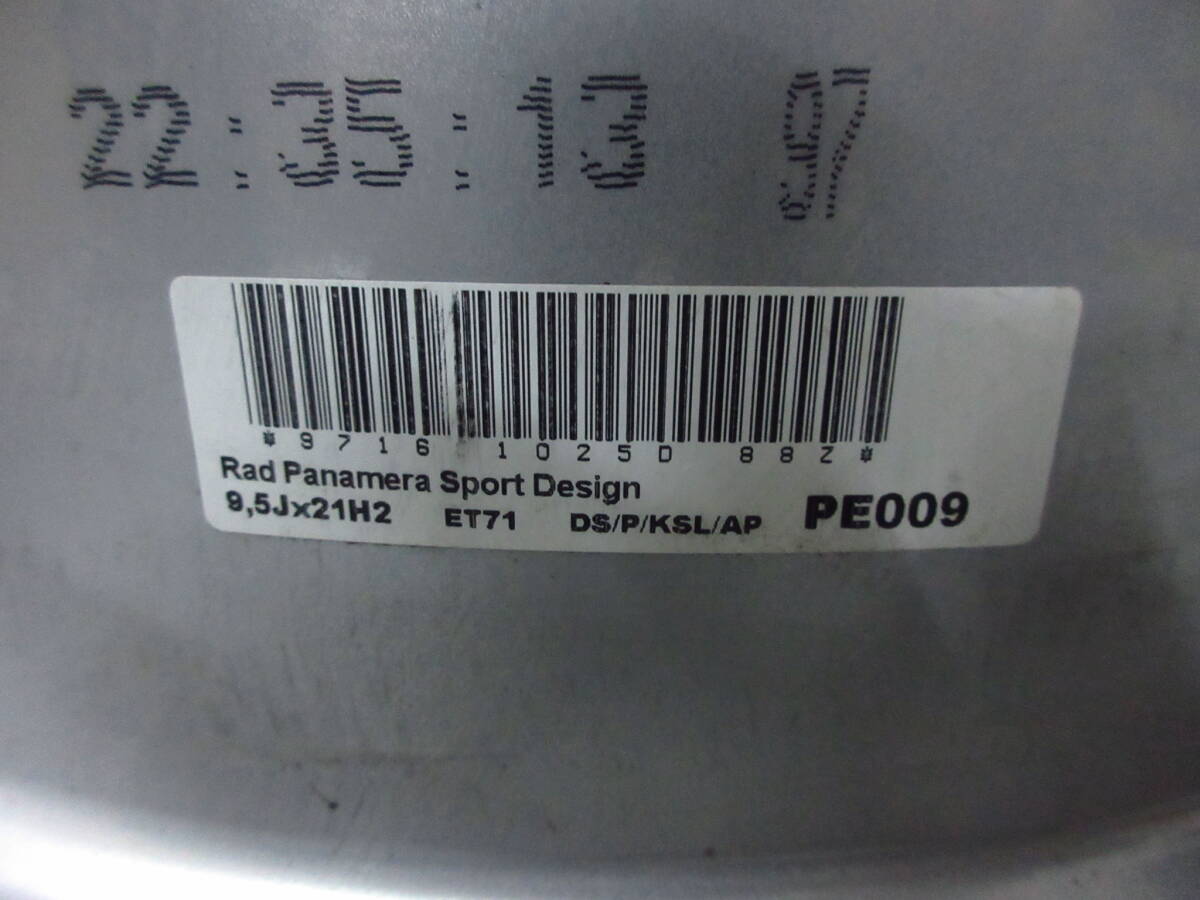 22:35:13 97
*9716 1025D 88Z*
Rad Panamera Sport Design
9,5Jx21H2 ET71 DS/P/KSL/AP PE009